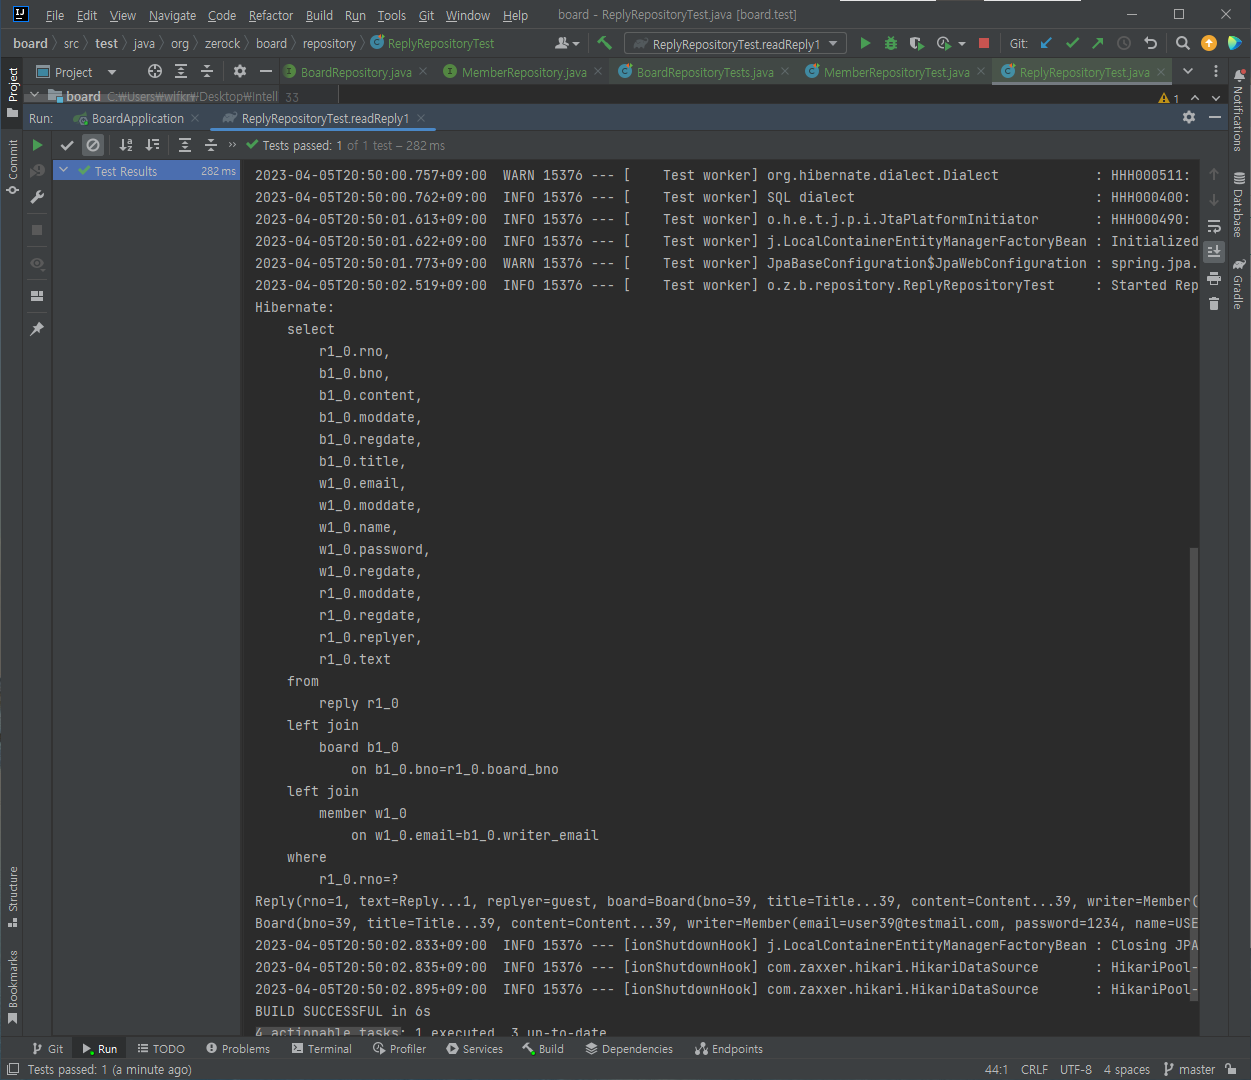 File Edit View Navigate Code Refactor Build Run Tools Git Window Help board - ReplyRepositoryTest.java [board.test]
board src test java org zerock board repository ReplyRepositoryTest ReplyRepositoryTest.readReply1 Git:
Project BoardRepository.java MemberRepository.java BoardRepositoryTests.java MemberRepositoryTest.java ReplyRepositoryTest.java
board C:₩Users₩wlfkr₩Desktop₩Intell 33 1
Run: BoardApplication ReplyRepositoryTest.readReply1
Tests passed: 1 of 1 test – 282 ms
Test Results 282 ms
2023-04-05T20:50:00.757+09:00  WARN 15376 --- [    Test worker] org.hibernate.dialect.Dialect            : HHH000511:
2023-04-05T20:50:00.762+09:00  INFO 15376 --- [    Test worker] SQL dialect                              : HHH000400:
2023-04-05T20:50:01.613+09:00  INFO 15376 --- [    Test worker] o.h.e.t.j.p.i.JtaPlatformInitiator       : HHH000490:
2023-04-05T20:50:01.622+09:00  INFO 15376 --- [    Test worker] j.LocalContainerEntityManagerFactoryBean : Initialized
2023-04-05T20:50:01.773+09:00  WARN 15376 --- [    Test worker] JpaBaseConfiguration$JpaWebConfiguration : spring.jpa.
2023-04-05T20:50:02.519+09:00  INFO 15376 --- [    Test worker] o.z.b.repository.ReplyRepositoryTest     : Started Rep
Hibernate:
select
r1_0.rno,
b1_0.bno,
b1_0.content,
b1_0.moddate,
b1_0.regdate,
b1_0.title,
w1_0.email,
w1_0.moddate,
w1_0.name,
w1_0.password,
w1_0.regdate,
r1_0.moddate,
r1_0.regdate,
r1_0.replyer,
r1_0.text
from
reply r1_0
left join
board b1_0
on b1_0.bno=r1_0.board_bno
left join
member w1_0
on w1_0.email=b1_0.writer_email
where
r1_0.rno=?
Reply(rno=1, text=Reply...1, replyer=guest, board=Board(bno=39, title=Title...39, content=Content...39, writer=Member(
Board(bno=39, title=Title...39, content=Content...39, writer=Member(email=user39@testmail.com, password=1234, name=USE
2023-04-05T20:50:02.833+09:00  INFO 15376 --- [ionShutdownHook] j.LocalContainerEntityManagerFactoryBean : Closing JPA
2023-04-05T20:50:02.835+09:00  INFO 15376 --- [ionShutdownHook] com.zaxxer.hikari.HikariDataSource       : HikariPool-
2023-04-05T20:50:02.895+09:00  INFO 15376 --- [ionShutdownHook] com.zaxxer.hikari.HikariDataSource       : HikariPool-
BUILD SUCCESSFUL in 6s
4 actionable tasks: 1 executed, 3 up-to-date
Project
Commit
Structure
Bookmarks
Notifications
Database
Gradle
Git Run TODO Problems Terminal Profiler Services Build Dependencies Endpoints
Tests passed: 1 (a minute ago) 44:1 CRLF UTF-8 4 spaces master